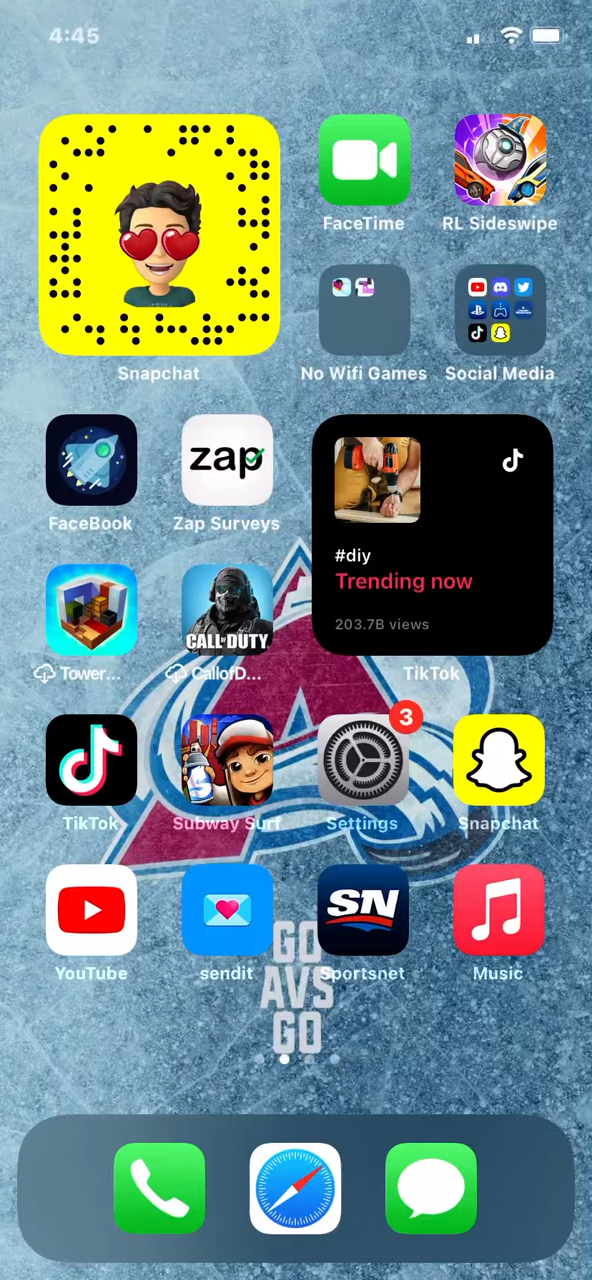 4:45
FaceTime
RL Sideswipe
Snapchat
No Wifi Games
Social Media
zap
#diy
Trending now
203.7B views
FaceBook
Zap Surveys
CALL OF DUTY
Tower...
CallofD...
TikTok
3
TikTok
Subway Surf
Settings
Snapchat
SN
YouTube
sendit
Sportsnet
Music
GO
AVS
GO